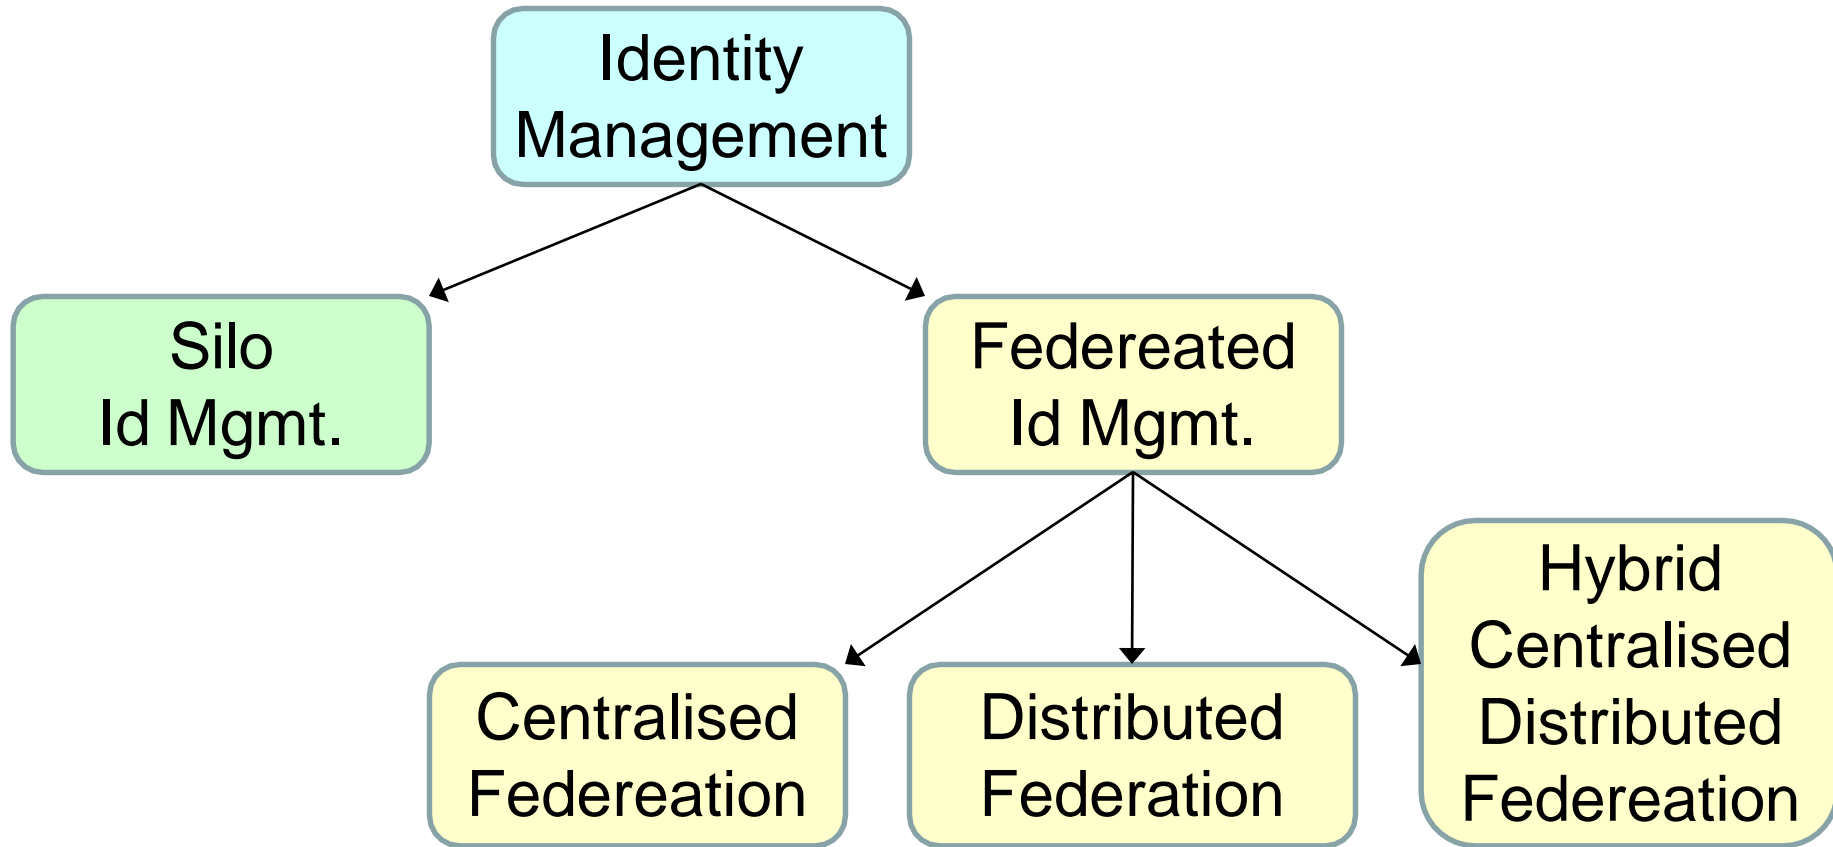 Identity
Management
Silo
Id Mgmt.
Federeated
Id Mgmt.
Centralised
Federeation
Distributed
Federation
Hybrid
Centralised
Distributed
Federeation